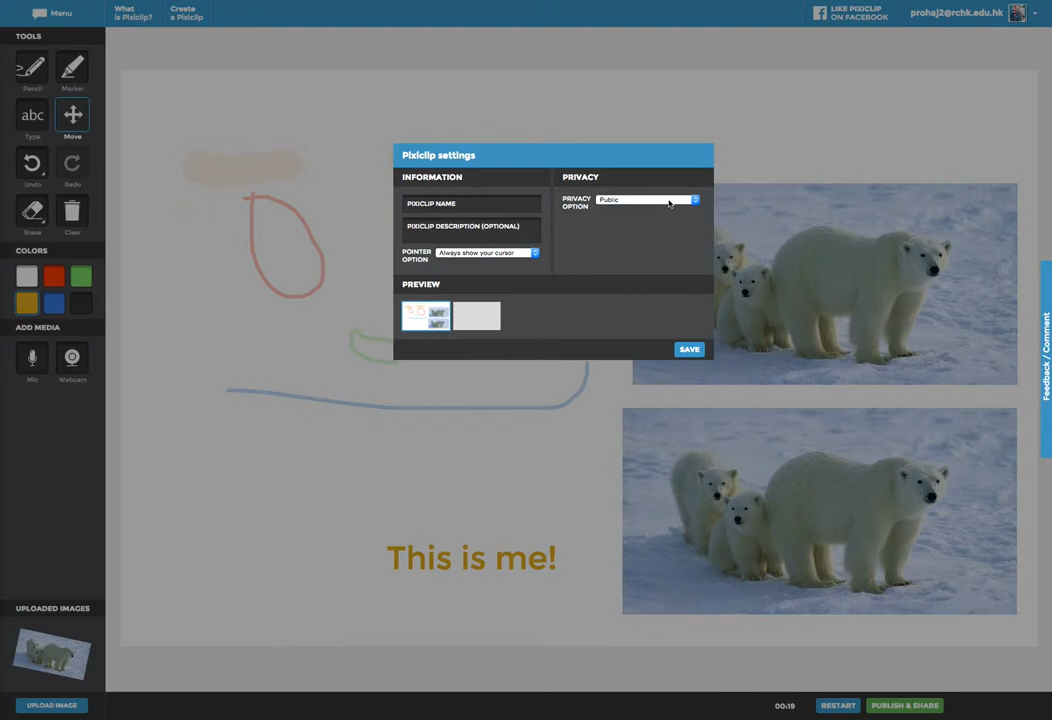 Menu
What
is Pixiclip?
Create
a Pixiclip
LIKE PIXICLIP
ON FACEBOOK
prohaj2@rchk.edu.hk
TOOLS
Pencil
Marker
abc
Type
Move
Undo
Redo
Erase
Clear
COLORS
ADD MEDIA
Mic
Webcam
UPLOADED IMAGES
UPLOAD IMAGE
Pixiclip settings
INFORMATION
PIXICLIP NAME
PIXICLIP DESCRIPTION (OPTIONAL)
POINTER
OPTION
Always show your cursor
PRIVACY
PRIVACY
OPTION
Public
PREVIEW
SAVE
This is me!
Feedback / Comment
00:19
RESTART
PUBLISH & SHARE